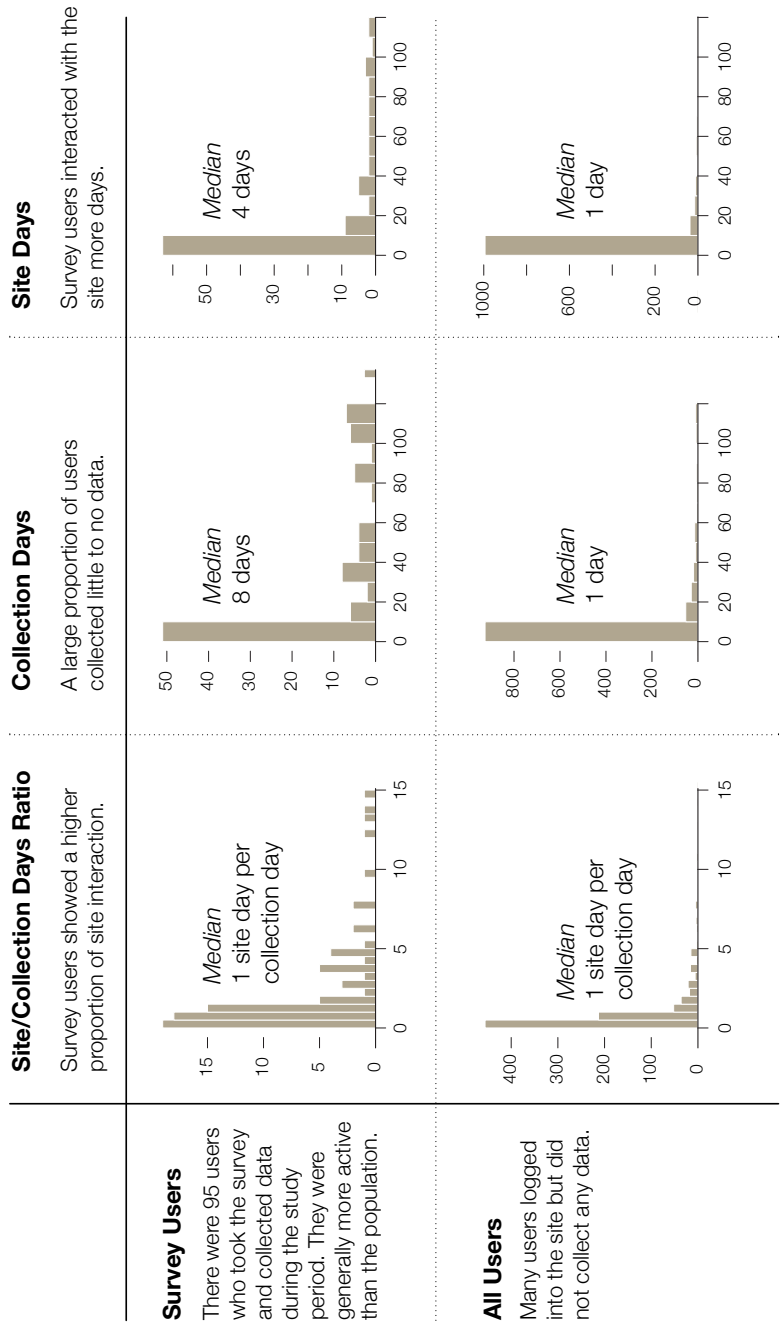 Site/Collection Days Ratio
Survey users showed a higher
proportion of site interaction.
Collection Days
A large proportion of users
collected little to no data.
Site Days
Survey users interacted with the
site more days.
Survey Users
There were 95 users
who took the survey
and collected data
during the study
period. They were
generally more active
than the population.
15
10
5
0
Median
1 site day per
collection day
0
5
10
15
50
40
30
20
10
0
Median
8 days
0
20
40
60
80
100
50
30
10
0
Median
4 days
0
20
40
60
80
100
All Users
Many users logged
into the site but did
not collect any data.
400
300
200
100
0
Median
1 site day per
collection day
0
5
10
15
800
600
400
200
0
Median
1 day
0
20
40
60
80
100
1000
600
200
0
Median
1 day
0
20
40
60
80
100